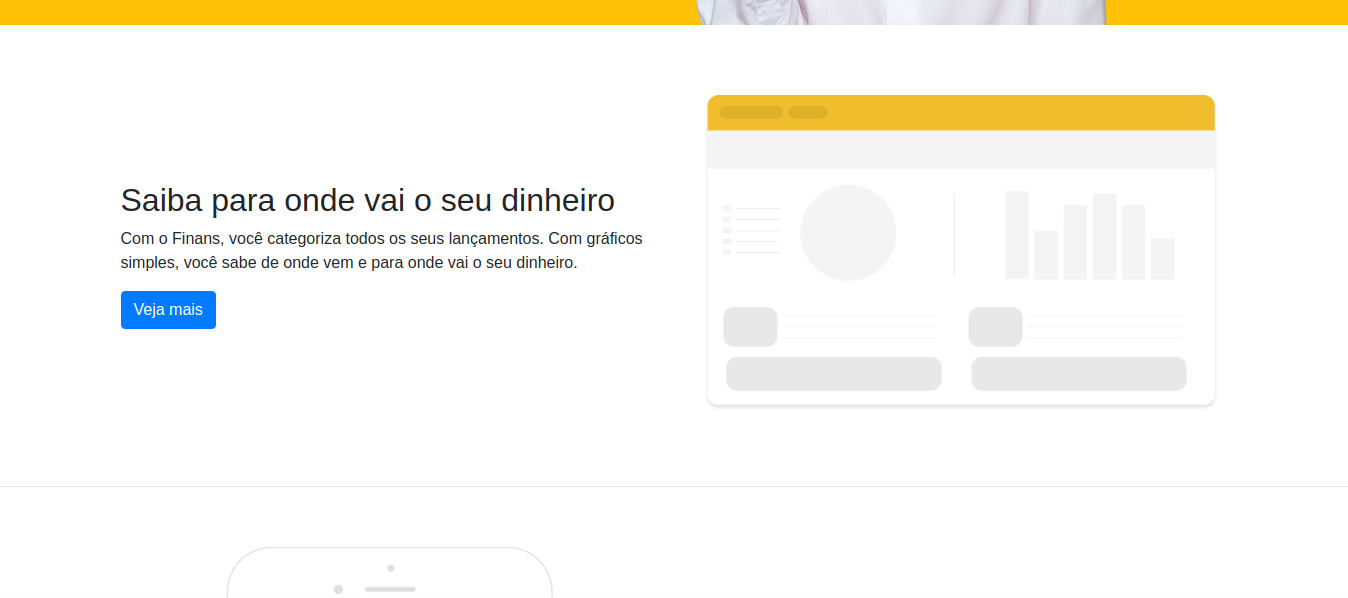 Saiba para onde vai o seu dinheiro
Com o Finans, você categoriza todos os seus lançamentos. Com gráficos
simples, você sabe de onde vem e para onde vai o seu dinheiro.
Veja mais